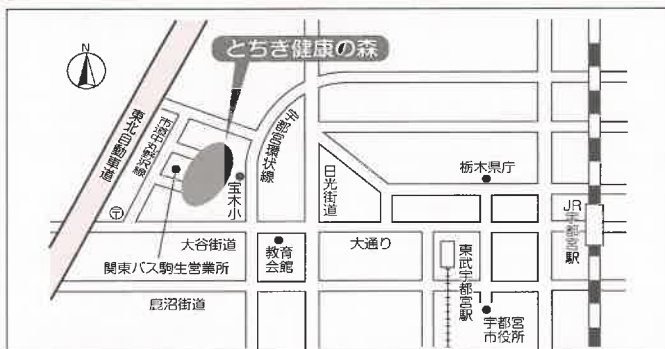 とちぎ健康の森
N
東北自動車道
市道中丸野沢線
宇都宮環状線
宝木小
日光街道
栃木県庁
JR宇都宮駅
大谷街道
教育
会館
大通り
関東バス駒生営業所
東武宇都宮駅
鹿沼街道
宇都宮
市役所